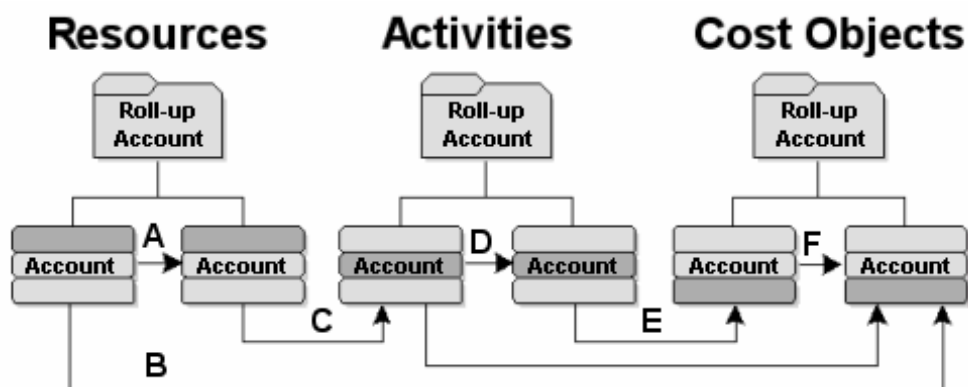 Resources Activities Cost Objects
Roll-up Roll-up Roll-up
Account Account Account
A D F
Account Account Account Account Account Account
C E
B